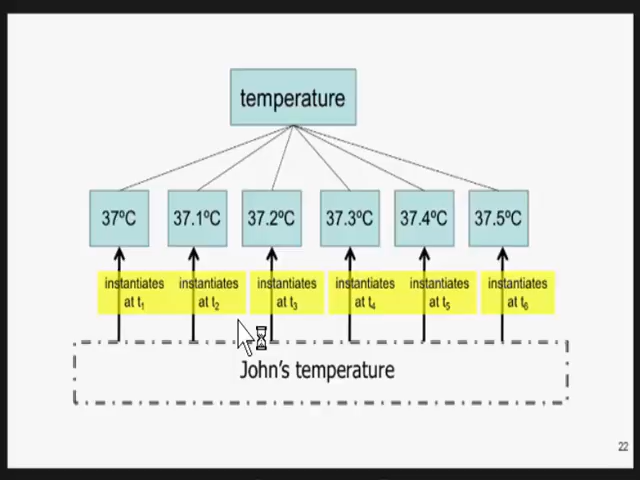 temperature
37ºC 37.1ºC 37.2ºC 37.3ºC 37.4ºC 37.5ºC
instantiates instantiates instantiates instantiates instantiates instantiates
at t1 at t2 at t3 at t4 at t5 at t6
John's temperature
22